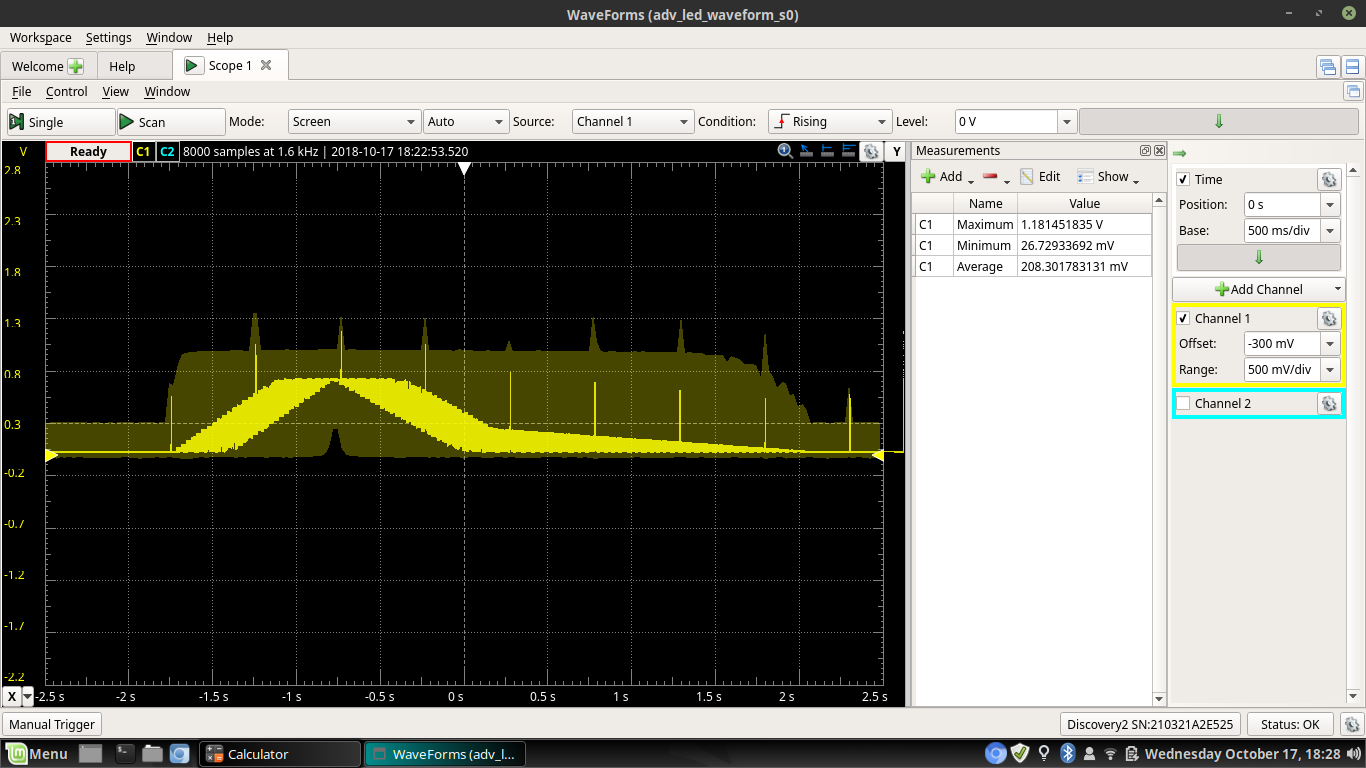 WaveForms (adv_led_waveform_s0)
Workspace Settings Window Help
Welcome Help Scope 1
File Control View Window
Single Scan Mode: Screen Auto Source: Channel 1 Condition: Rising Level: 0 V
V Ready C1 C2 8000 samples at 1.6 kHz | 2018-10-17 18:22:53.520 Y
2.8
2.3
1.8
1.3
0.8
0.3
-0.2
-0.7
-1.2
-1.7
-2.2
X -2.5 s -2 s -1.5 s -1 s -0.5 s 0 s 0.5 s 1 s 1.5 s 2 s 2.5 s
Measurements
Add Edit Show
Name Value
C1 Maximum 1.181451835 V
C1 Minimum 26.72933692 mV
C1 Average 208.301783131 mV
Time
Position: 0 s
Base: 500 ms/div
Add Channel
Channel 1
Offset: -300 mV
Range: 500 mV/div
Channel 2
Manual Trigger Discovery2 SN:210321A2E525 Status: OK
Menu Calculator WaveForms (adv_l... Wednesday October 17, 18:28